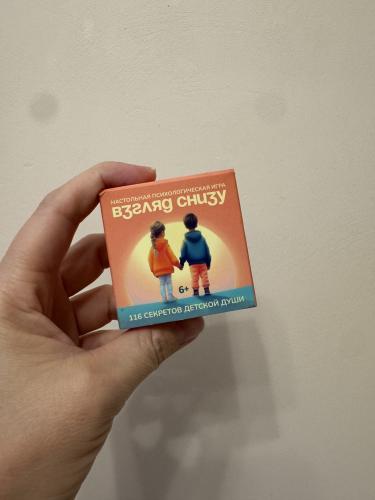 НАСТОЛЬНАЯ ПСИХОЛОГИЧЕСКАЯ ИГРА
ВЗГЛЯД СНИЗУ
6+
116 СЕКРЕТОВ ДЕТСКОЙ ДУШИ